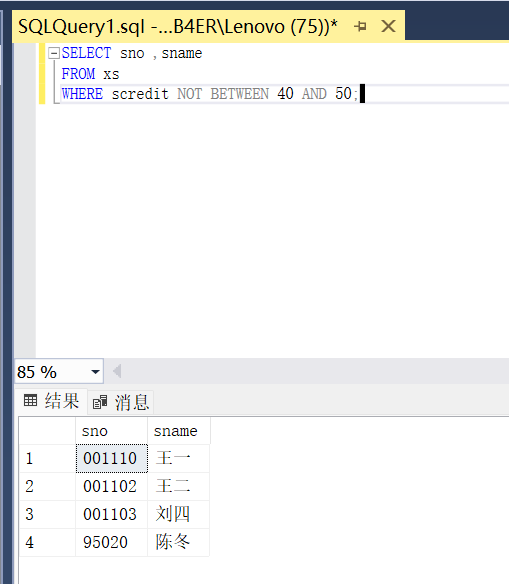 SQLQuery1.sql -...B4ER\Lenovo (75))*
SELECT sno ,sname
FROM xs
WHERE scredit NOT BETWEEN 40 AND 50;
85 %
结果 消息
sno sname
1 001110 王一
2 001102 王二
3 001103 刘四
4 95020 陈冬